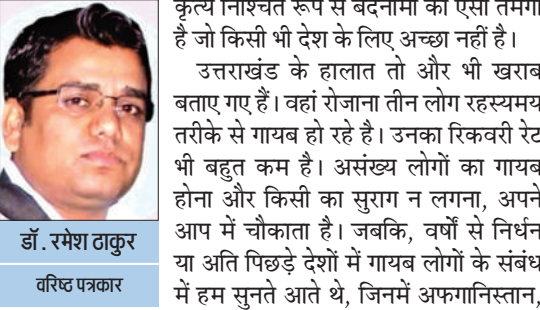 कृत्य निश्चित रूप से बदनामी का ऐसा तमगा
है जो किसी भी देश के लिए अच्छा नहीं है।
उत्तराखंड के हालात तो और भी खराब
बताए गए हैं। वहां रोजाना तीन लोग रहस्यमय
तरीके से गायब हो रहे है। उनका रिकवरी रेट
भी बहुत कम है। असंख्य लोगों का गायब
होना और किसी का सुराग न लगना, अपने
आप में चौकाता है। जबकि, वर्षों से निर्धन
या अति पिछड़े देशों में गायब लोगों के संबंध
में हम सुनते आते थे, जिनमें अफगानिस्तान,
डॉ. रमेश ठाकुर
वरिष्ठ पत्रकार